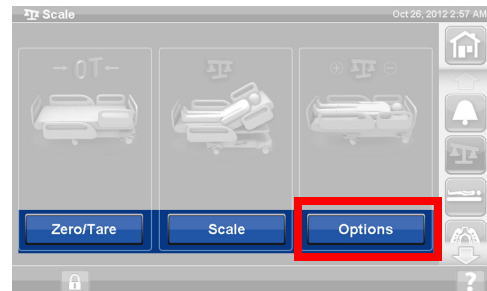 Scale
Oct 26, 2012 2:57 AM
→0T←
Zero/Tare
Scale
Options
?